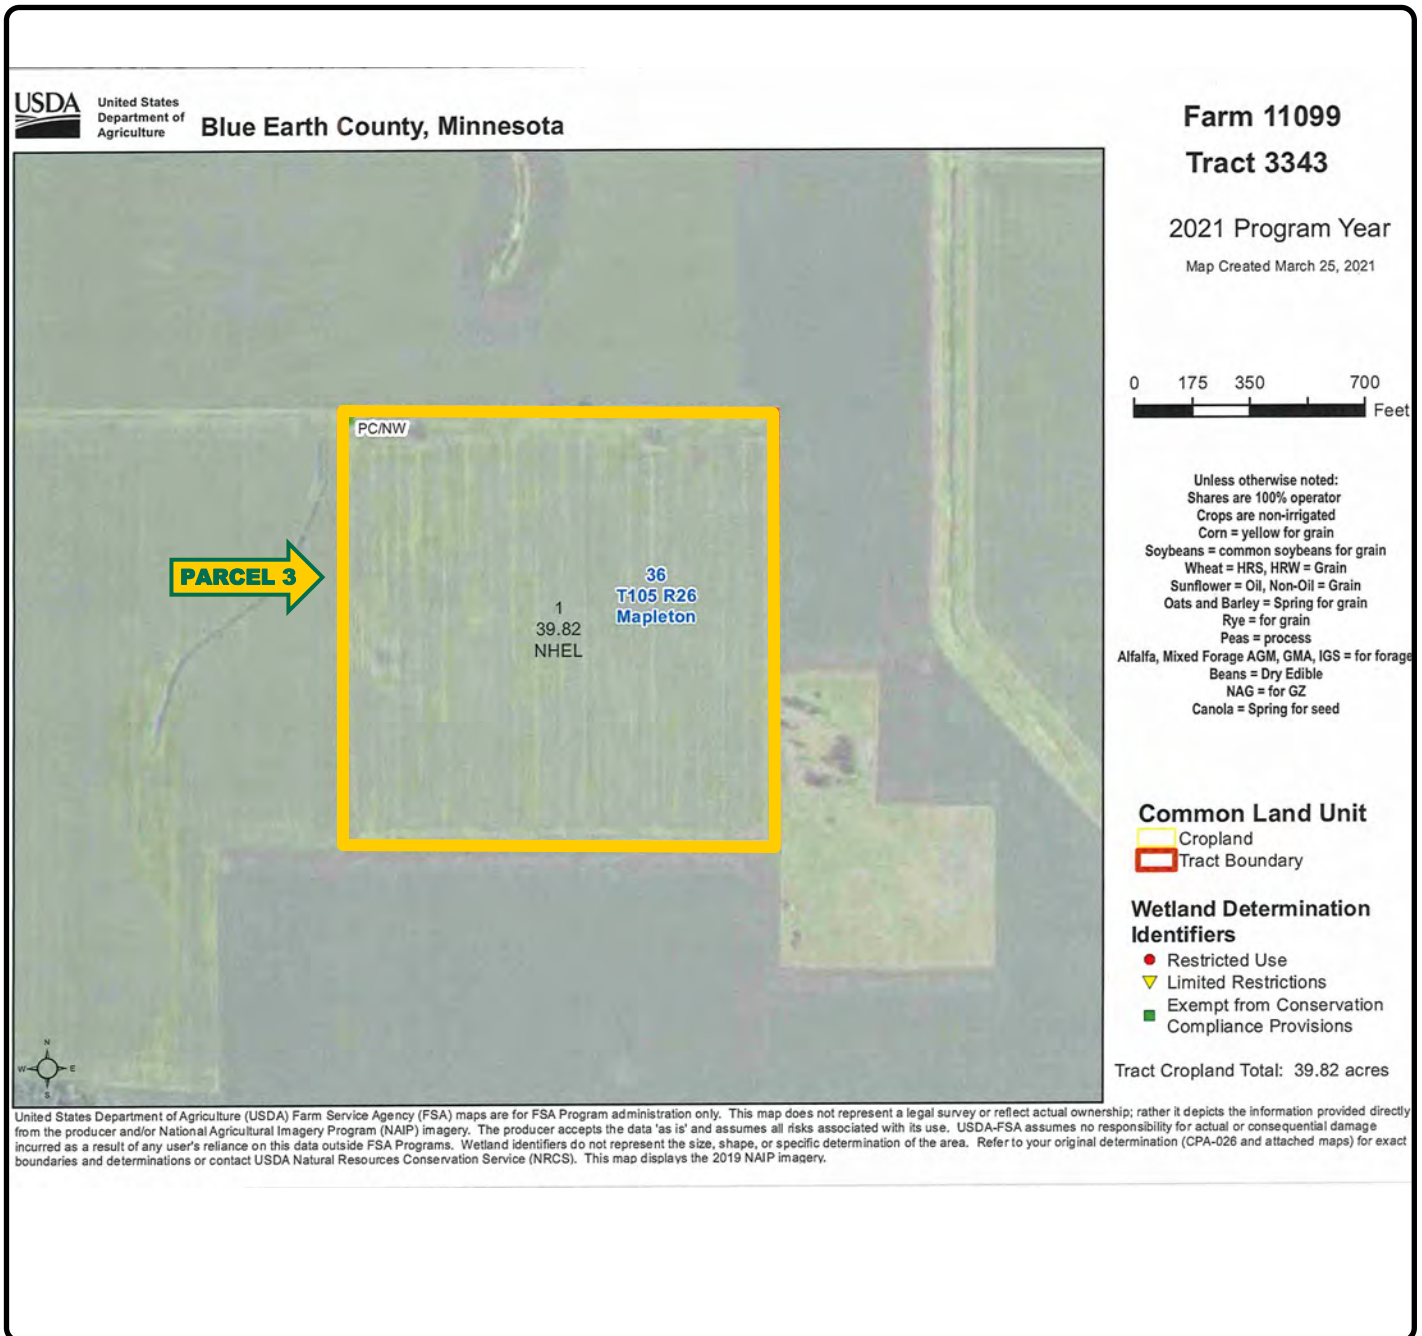 USDA
United States
Department of
Agriculture
Blue Earth County, Minnesota
Farm 11099
Tract 3343
2021 Program Year
Map Created March 25, 2021
0 175 350 700
Feet
PC/NW
PARCEL 3
36
T105 R26
Mapleton
1
39.82
NHEL
Unless otherwise noted:
Shares are 100% operator
Crops are non-irrigated
Corn = yellow for grain
Soybeans = common soybeans for grain
Wheat = HRS, HRW = Grain
Sunflower = Oil, Non-Oil = Grain
Oats and Barley = Spring for grain
Rye = for grain
Peas = process
Alfalfa, Mixed Forage AGM, GMA, IGS = for forage
Beans = Dry Edible
NAG = for GZ
Canola = Spring for seed
Common Land Unit
Cropland
Tract Boundary
Wetland Determination
Identifiers
Restricted Use
Limited Restrictions
Exempt from Conservation
Compliance Provisions
Tract Cropland Total: 39.82 acres
N
W E
S
United States Department of Agriculture (USDA) Farm Service Agency (FSA) maps are for FSA Program administration only. This map does not represent a legal survey or reflect actual ownership; rather it depicts the information provided directly
from the producer and/or National Agricultural Imagery Program (NAIP) imagery. The producer accepts the data 'as is' and assumes all risks associated with its use. USDA-FSA assumes no responsibility for actual or consequential damage
incurred as a result of any user's reliance on this data outside FSA Programs. Wetland identifiers do not represent the size, shape, or specific determination of the area. Refer to your original determination (CPA-026 and attached maps) for exact
boundaries and determinations or contact USDA Natural Resources Conservation Service (NRCS). This map displays the 2019 NAIP imagery.